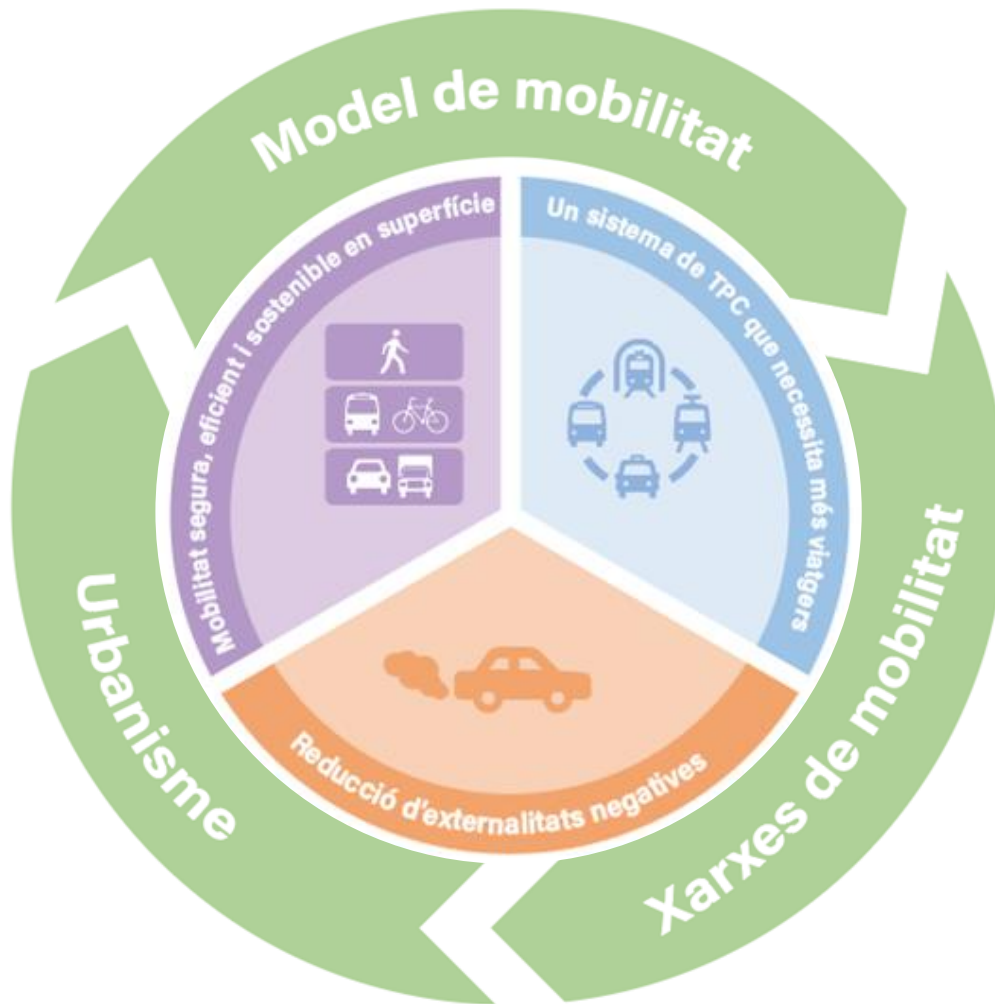 Model de mobilitat
Mobilitat segura, eficient i sostenible en superfície
Un sistema de TPC que necessita més viatgers
Reducció d'externalitats negatives
Urbanisme
Xarxes de mobilitat